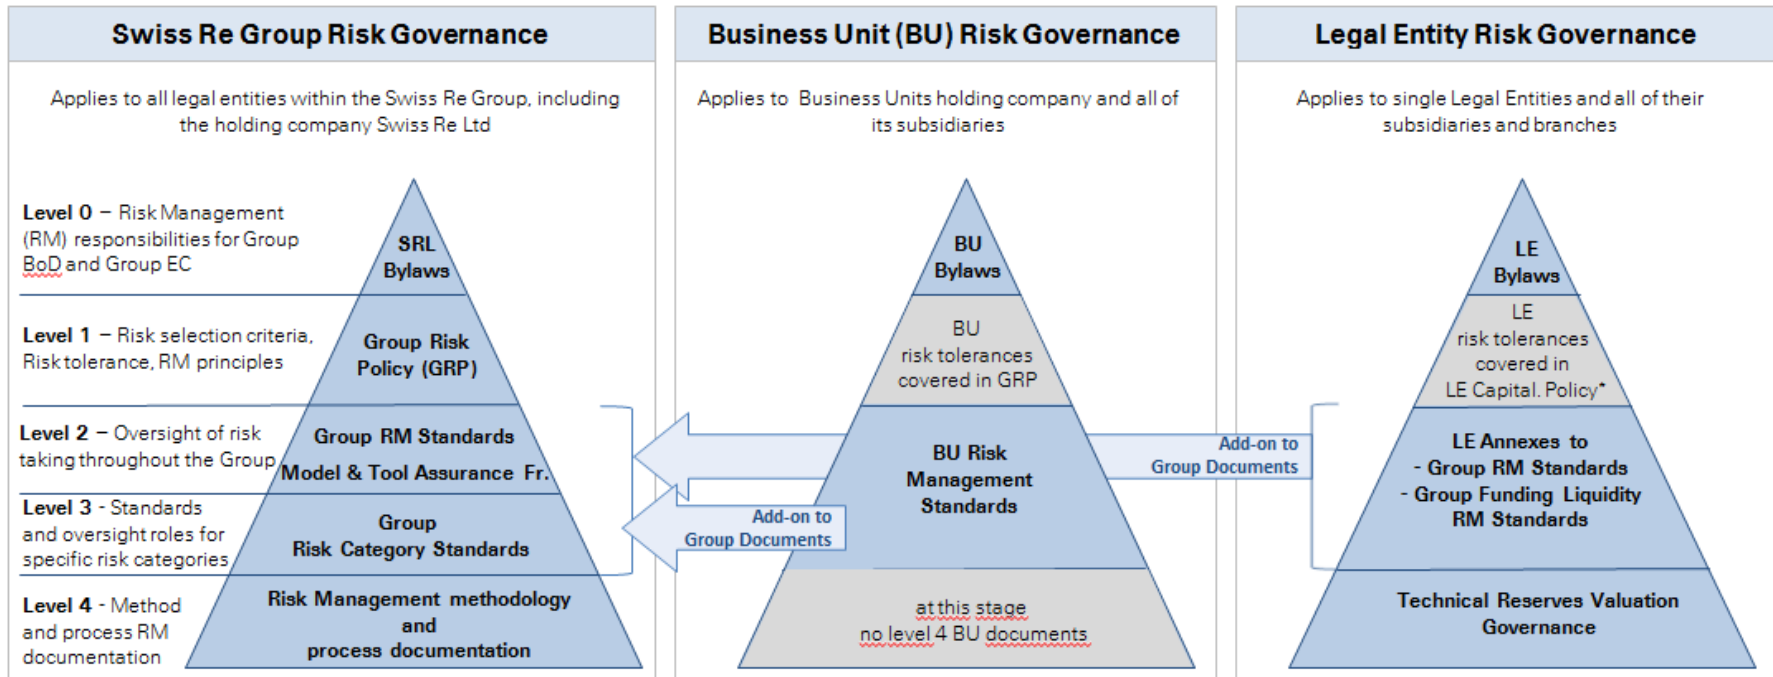 Swiss Re Group Risk Governance
Applies to all legal entities within the Swiss Re Group, including
the holding company Swiss Re Ltd
Level 0 – Risk Management
(RM) responsibilities for Group
BoD and Group EC
SRL
Bylaws
Level 1 – Risk selection criteria,
Risk tolerance, RM principles
Group Risk
Policy (GRP)
Level 2 – Oversight of risk
taking throughout the Group
Group RM Standards
Model & Tool Assurance Fr.
Level 3 - Standards
and oversight roles for
specific risk categories
Group
Risk Category Standards
Level 4 - Method
and process RM
documentation
Risk Management methodology
and
process documentation
Business Unit (BU) Risk Governance
Applies to Business Units holding company and all of
its subsidiaries
BU
Bylaws
BU
risk tolerances
covered in GRP
BU Risk
Management
Standards
Add-on to
Group Documents
at this stage
no level 4 BU documents
Legal Entity Risk Governance
Applies to single Legal Entities and all of their
subsidiaries and branches
LE
Bylaws
LE
risk tolerances
covered in
LE Capital. Policy*
Add-on to
Group Documents
LE Annexes to
- Group RM Standards
- Group Funding Liquidity
RM Standards
Technical Reserves Valuation
Governance